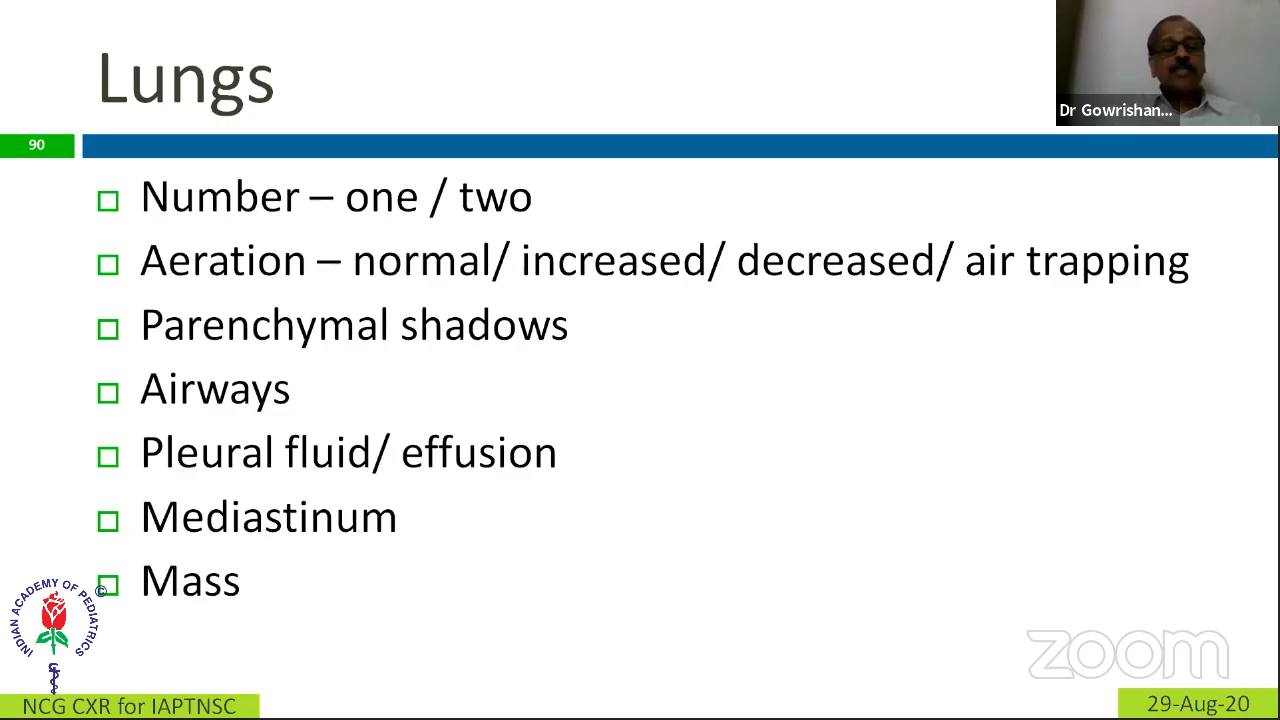 Lungs
Dr Gowrishan...
90
Number – one / two
Aeration – normal/ increased/ decreased/ air trapping
Parenchymal shadows
Airways
Pleural fluid/ effusion
Mediastinum
Mass
INDIAN ACADEMY OF PEDIATRICS
©
zoom
NCG CXR for IAPTNSC
29-Aug-20